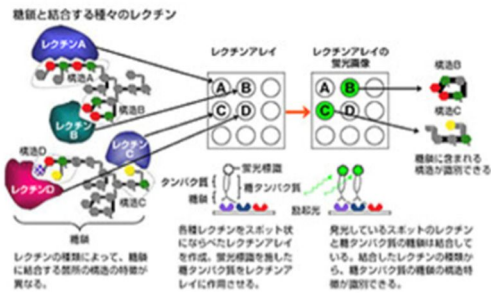 糖鎖と結合する種々のレクチン
レクチンA
構造A
構造B
レクチンB
レクチンC
構造D
レクチンD
構造C
糖鎖
レクチンの種類によって、糖鎖
に結合する箇所の構造の特徴が
異なる。
レクチンアレイ
A B
C D
蛍光標識
タンパク質
糖タンパク質
糖鎖
各種レクチンをスポット状
にならべたレクチンアレイ
を作成。蛍光標識を施した
糖タンパク質をレクチンア
レイに作用させる。
レクチンアレイの
蛍光画像
A B
C D
励起光
発光しているスポットのレクチン
と糖タンパク質の糖鎖は結合してい
る。結合したレクチンの種類か
ら、糖タンパク質の糖鎖の構造特
徴が識別できる。
構造B
構造C
糖鎖に含まれる
構造が識別できる